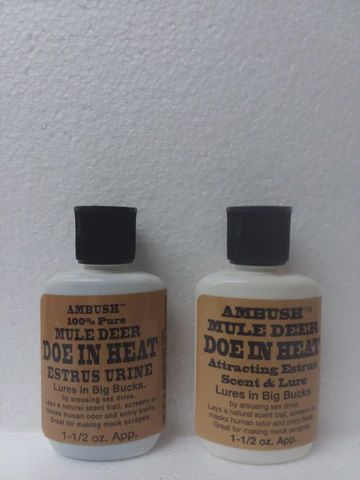 AMBUSH™
100% Pure
MULE DEER
DOE IN HEAT
ESTRUS URINE
Lures in Big Bucks.
by arousing sex drive.
Lays a natural scent trail, screens or
masks human odor and entry trails.
Great for making mock scrapes.
1-1/2 oz. App.
AMBUSH™
MULE DEER
DOE IN HEAT
Attracting Estrus
Scent & Lure
Lures in Big Bucks.
by arousing sex drive.
Lays a natural scent trail, screens or
masks human odor and entry trails.
Great for making mock scrapes.
1-1/2 oz. App.